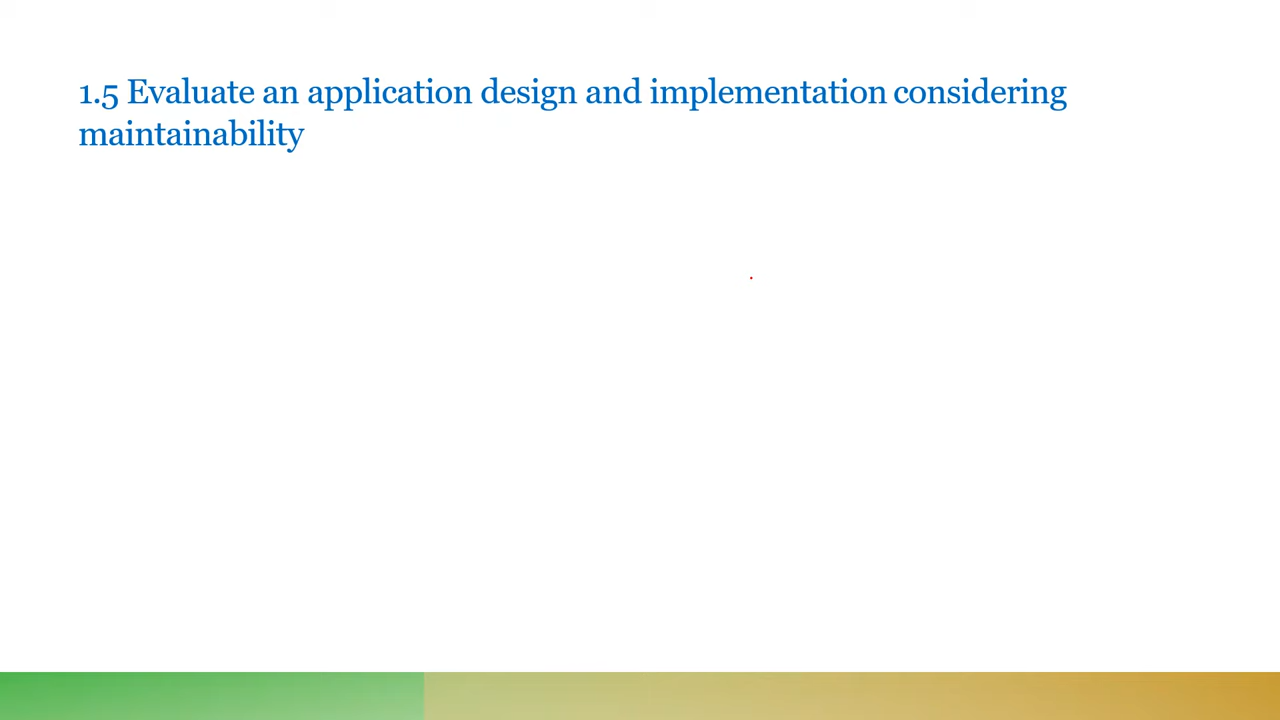 1.5 Evaluate an application design and implementation considering
maintainability